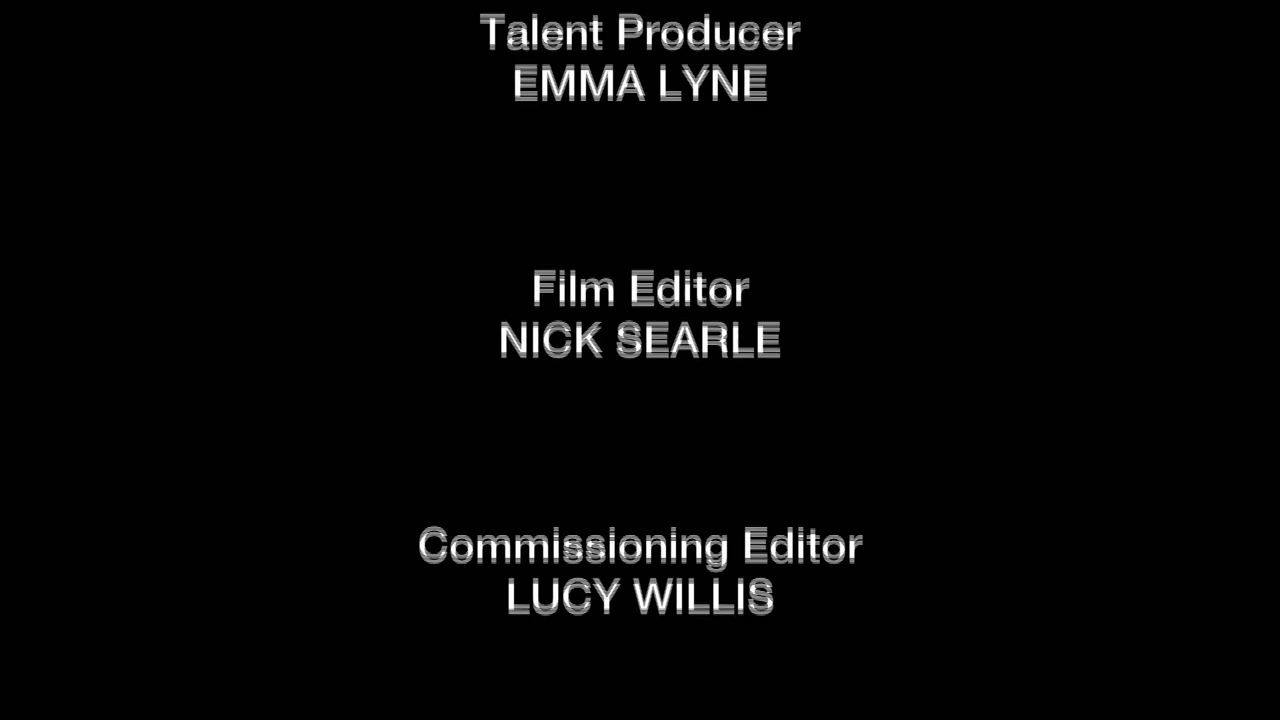 Talent Producer
EMMA LYNE
Film Editor
NICK SEARLE
Commissioning Editor
LUCY WILLIS